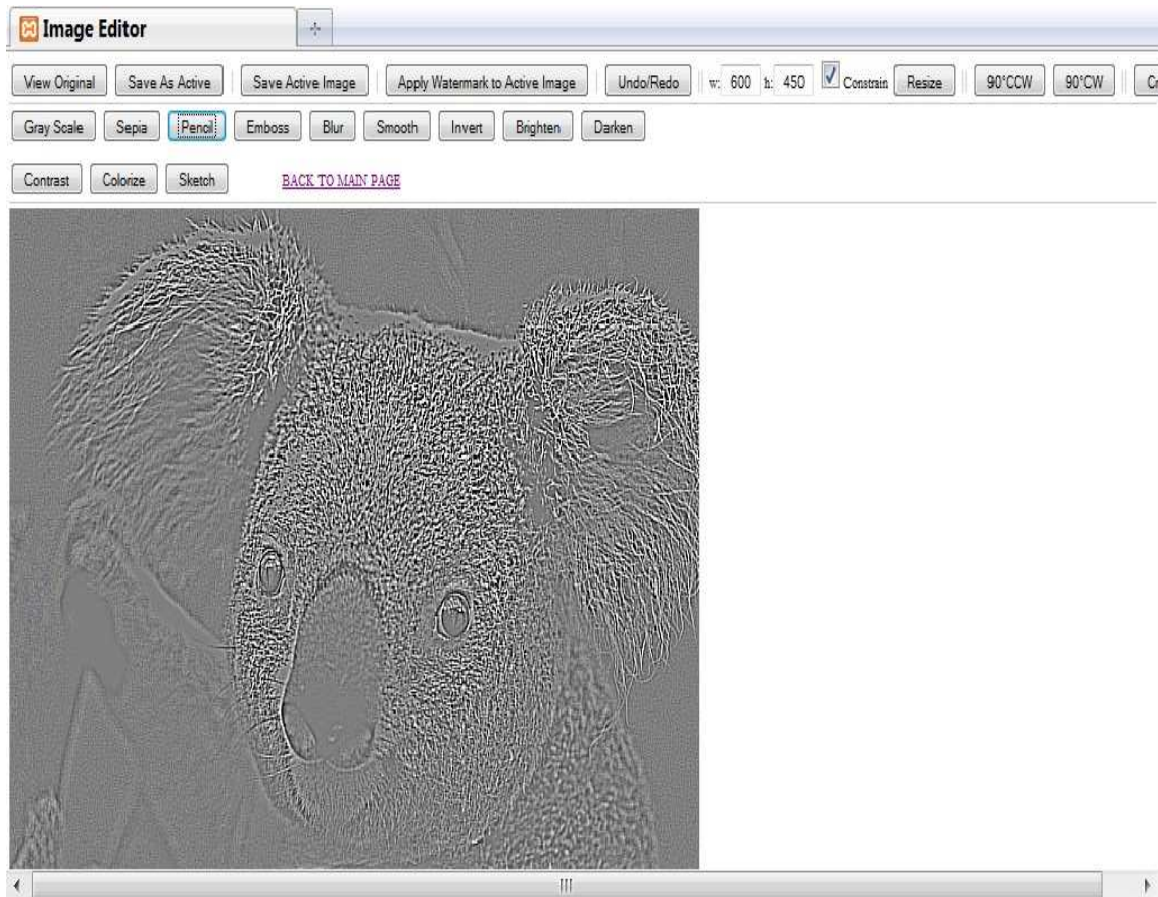 Image Editor
View Original Save As Active Save Active Image Apply Watermark to Active Image Undo/Redo w: 600 h: 450 Constrain Resize 90°CCW 90°CW
Gray Scale Sepia Pencil Emboss Blur Smooth Invert Brighten Darken
Contrast Colorize Sketch BACK TO MAIN PAGE